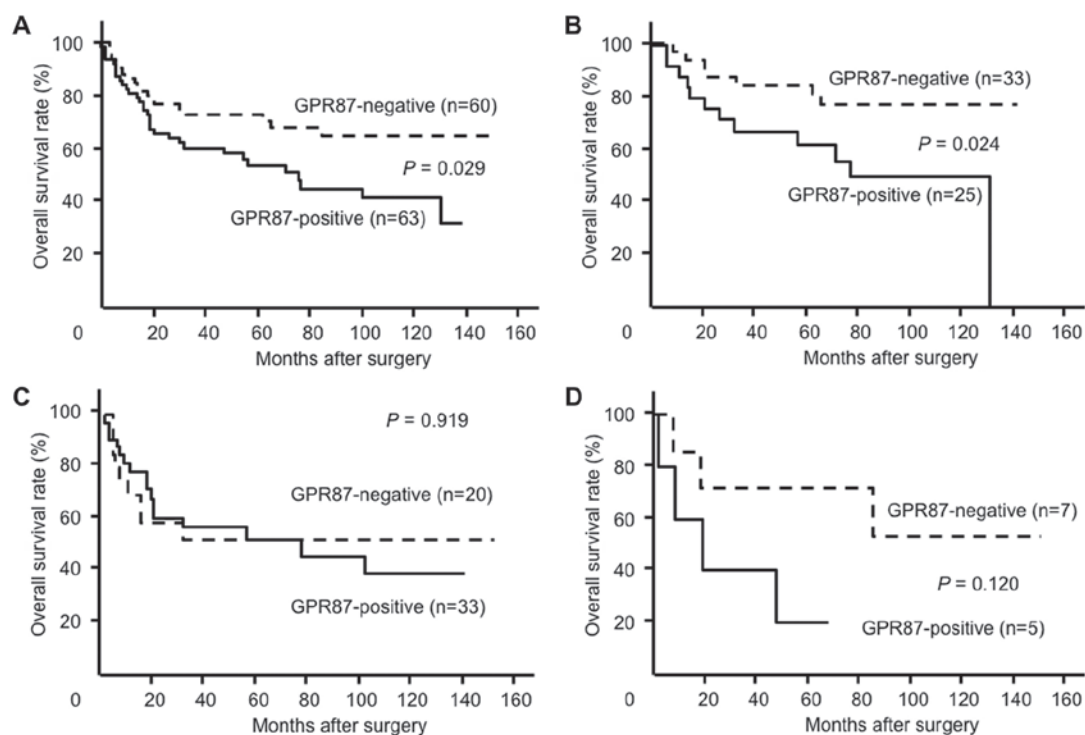 A
Overall survival rate (%)
100
80
60
40
20
0
GPR87-negative (n=60)
P = 0.029
GPR87-positive (n=63)
20 40 60 80 100 120 140 160
Months after surgery
B
Overall survival rate (%)
100
80
60
40
20
0
GPR87-negative (n=33)
P = 0.024
GPR87-positive (n=25)
20 40 60 80 100 120 140 160
Months after surgery
C
Overall survival rate (%)
100
80
60
40
20
0
P = 0.919
GPR87-negative (n=20)
GPR87-positive (n=33)
20 40 60 80 100 120 140 160
Months after surgery
D
Overall survival rate (%)
100
80
60
40
20
0
GPR87-negative (n=7)
P = 0.120
GPR87-positive (n=5)
20 40 60 80 100 120 140 160
Months after surgery